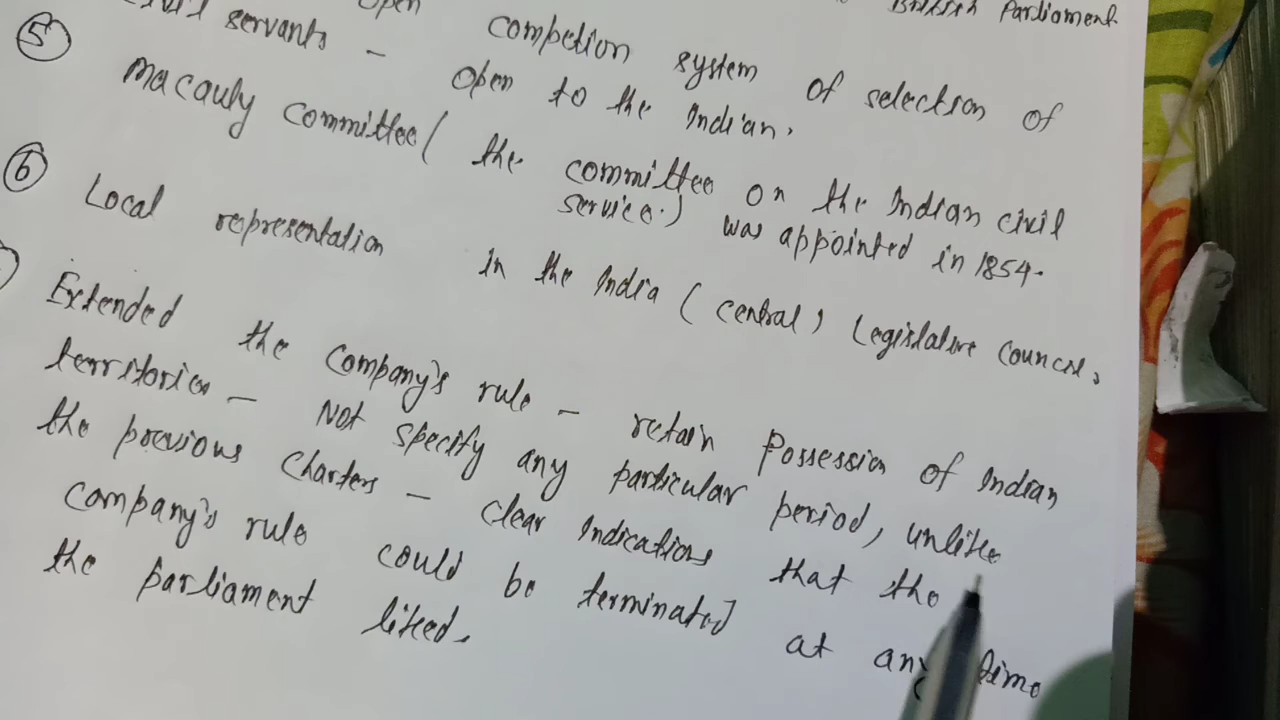 British Parliament
⑤ Open competion system of selection of
civil servants - open to the Indian.
Macauly committee ( the committee on the Indian civil
service.) was appointed in 1854.
⑥ Local representation in the India (central) Legislative council,
Extended the company's rule - retain possession of Indian
territories - Not specify any particular period, unlike
the previous charters - clear indications that the
company's rule could be terminated at any time
the parliament liked.